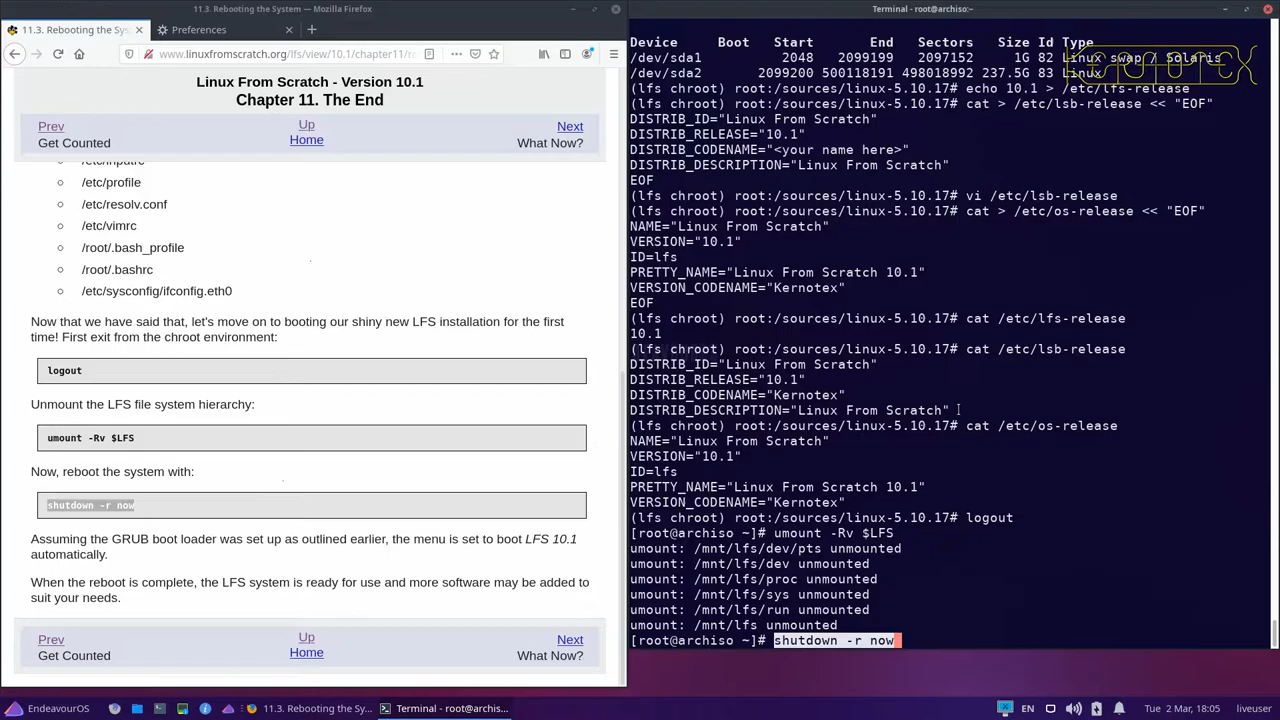 11.3. Rebooting the System — Mozilla Firefox
11.3. Rebooting the Sys
Preferences
www.linuxfromscratch.org/lfs/view/10.1/chapter11/re
Linux From Scratch - Version 10.1
Chapter 11. The End
Prev
Up
Next
Get Counted
Home
What Now?
/etc/inputrc
/etc/profile
/etc/resolv.conf
/etc/vimrc
/root/.bash_profile
/root/.bashrc
/etc/sysconfig/ifconfig.eth0
Now that we have said that, let's move on to booting our shiny new LFS installation for the first
time! First exit from the chroot environment:
logout
Unmount the LFS file system hierarchy:
umount -Rv $LFS
Now, reboot the system with:
shutdown -r now
Assuming the GRUB boot loader was set up as outlined earlier, the menu is set to boot LFS 10.1
automatically.
When the reboot is complete, the LFS system is ready for use and more software may be added to
suit your needs.
Prev
Up
Next
Get Counted
Home
What Now?
Terminal - root@archiso:~
Device Boot Start End Sectors Size Id Type
/dev/sda1 2048 2099199 2097152 1G 82 Linux swap / Solaris
/dev/sda2 2099200 500118191 498018992 237.5G 83 Linux
KERNOTEX
(lfs chroot) root:/sources/linux-5.10.17# echo 10.1 > /etc/lfs-release
(lfs chroot) root:/sources/linux-5.10.17# cat > /etc/lsb-release << "EOF"
DISTRIB_ID="Linux From Scratch"
DISTRIB_RELEASE="10.1"
DISTRIB_CODENAME="<your name here>"
DISTRIB_DESCRIPTION="Linux From Scratch"
EOF
(lfs chroot) root:/sources/linux-5.10.17# vi /etc/lsb-release
(lfs chroot) root:/sources/linux-5.10.17# cat > /etc/os-release << "EOF"
NAME="Linux From Scratch"
VERSION="10.1"
ID=lfs
PRETTY_NAME="Linux From Scratch 10.1"
VERSION_CODENAME="Kernotex"
EOF
(lfs chroot) root:/sources/linux-5.10.17# cat /etc/lfs-release
10.1
(lfs chroot) root:/sources/linux-5.10.17# cat /etc/lsb-release
DISTRIB_ID="Linux From Scratch"
DISTRIB_RELEASE="10.1"
DISTRIB_CODENAME="Kernotex"
DISTRIB_DESCRIPTION="Linux From Scratch"
(lfs chroot) root:/sources/linux-5.10.17# cat /etc/os-release
NAME="Linux From Scratch"
VERSION="10.1"
ID=lfs
PRETTY_NAME="Linux From Scratch 10.1"
VERSION_CODENAME="Kernotex"
(lfs chroot) root:/sources/linux-5.10.17# logout
[root@archiso ~]# umount -Rv $LFS
umount: /mnt/lfs/dev/pts unmounted
umount: /mnt/lfs/dev unmounted
umount: /mnt/lfs/proc unmounted
umount: /mnt/lfs/sys unmounted
umount: /mnt/lfs/run unmounted
umount: /mnt/lfs unmounted
[root@archiso ~]# shutdown -r now
EndeavourOS
11.3. Rebooting the Sy...
Terminal - root@archis...
EN
Tue 2 Mar, 18:05
liveuser